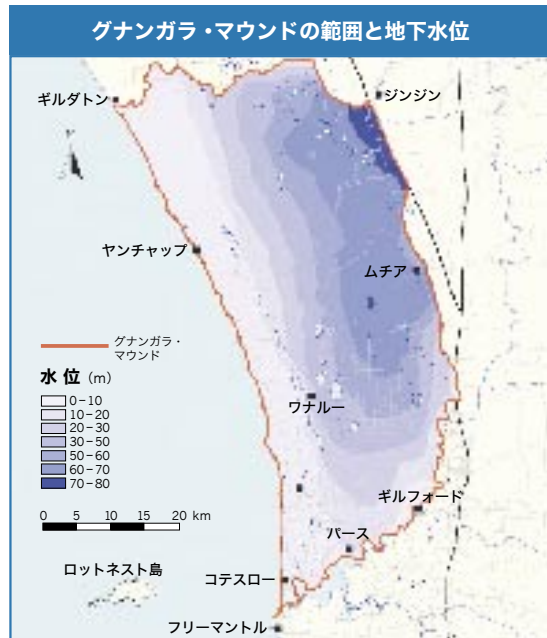 グナンガラ・マウンドの範囲と地下水位
ギルダトン
ジンジン
ヤンチャップ
ムチア
グナンガラ・
マウンド
水 位 (m)
0-10
10-20
20-30
30-50
50-60
60-70
70-80
ワナルー
0 5 10 15 20 km
ギルフォード
パース
ロットネスト島
コテスロー
フリーマントル